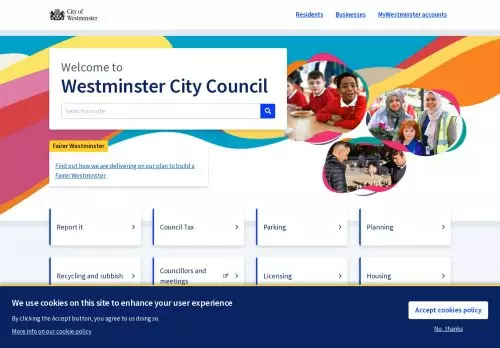 City of
Westminster
Residents
Businesses
MyWestminster accounts
Welcome to
Westminster City Council
Search our site
Fairer Westminster
Find out how we are delivering on our plan to build a
Fairer Westminster
Report it
Council Tax
Parking
Planning
Recycling and rubbish
Councillors and
meetings
Licensing
Housing
We use cookies on this site to enhance your user experience
By clicking the Accept button, you agree to us doing so.
More info on our cookie policy
Accept cookies policy
No, thanks